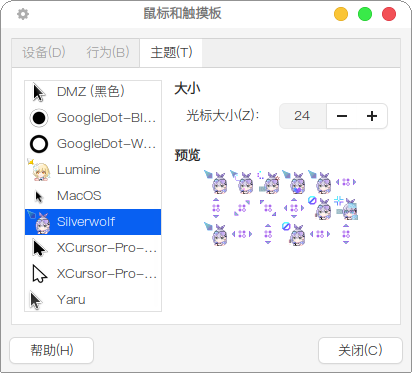 鼠标和触摸板
设备(D) 行为(B) 主题(T)
DMZ (黑色)
GoogleDot-Bl...
GoogleDot-W...
Lumine
MacOS
Silverwolf
XCursor-Pro-...
XCursor-Pro-...
Yaru
大小
光标大小(Z): 24 − +
预览
帮助(H) 关闭(C)